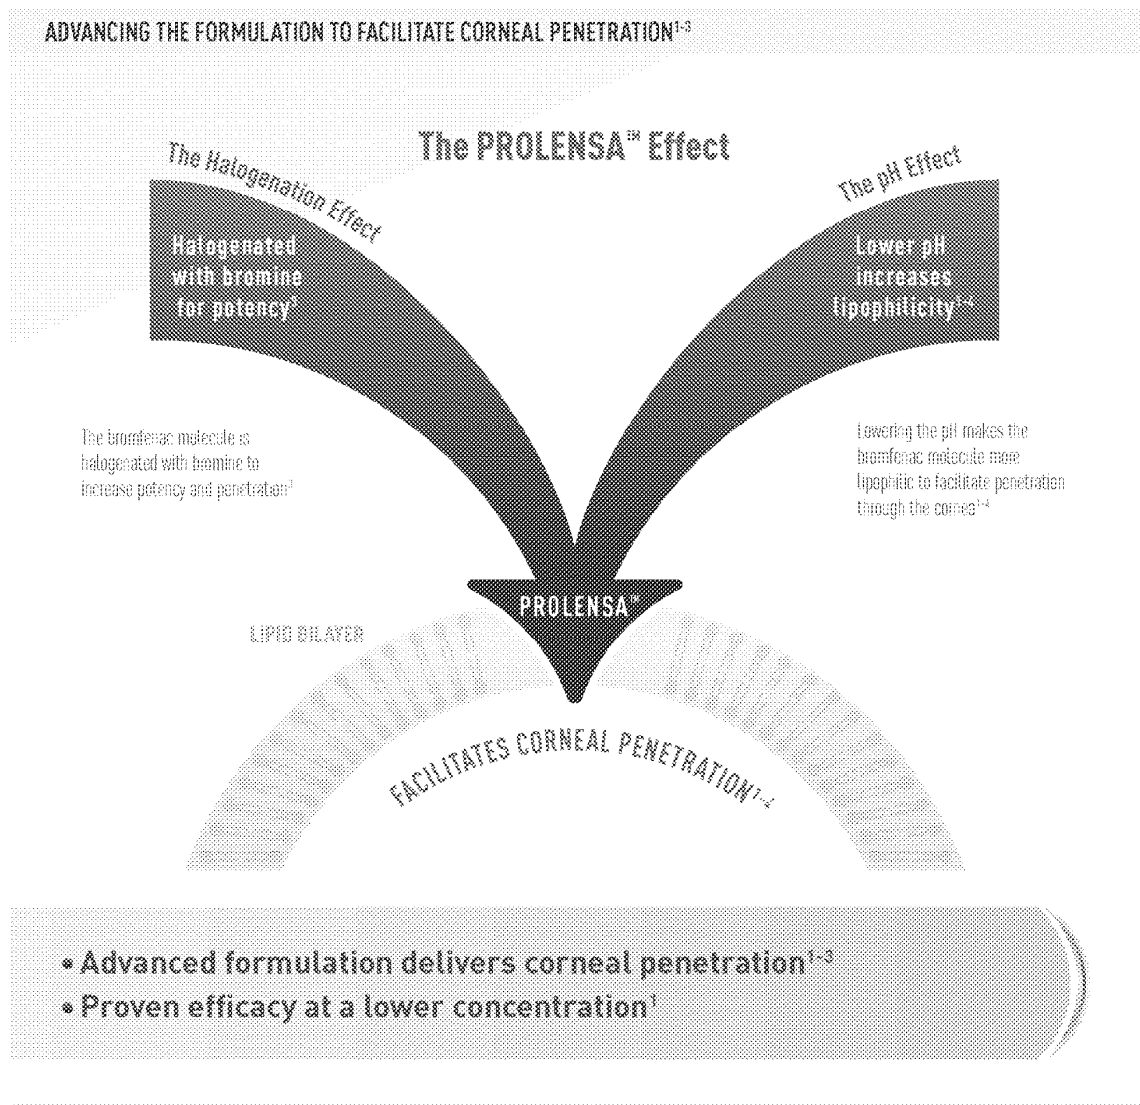 ADVANCING THE FORMULATION TO FACILITATE CORNEAL PENETRATION¹⁻³
The PROLENSA™ Effect
The Halogenation Effect
The pH Effect
Halogenated
with bromine
for potency³
Lower pH
increases
lipophilicity¹⁻⁴
The bromfenac molecule is
halogenated with bromine to
increase potency and penetration³
Lowering the pH makes the
bromfenac molecule more
lipophilic to facilitate penetration
through the cornea¹⁻⁴
PROLENSA™
LIPID BILAYER
FACILITATES CORNEAL PENETRATION¹⁻⁴
• Advanced formulation delivers corneal penetration¹⁻³
• Proven efficacy at a lower concentration¹